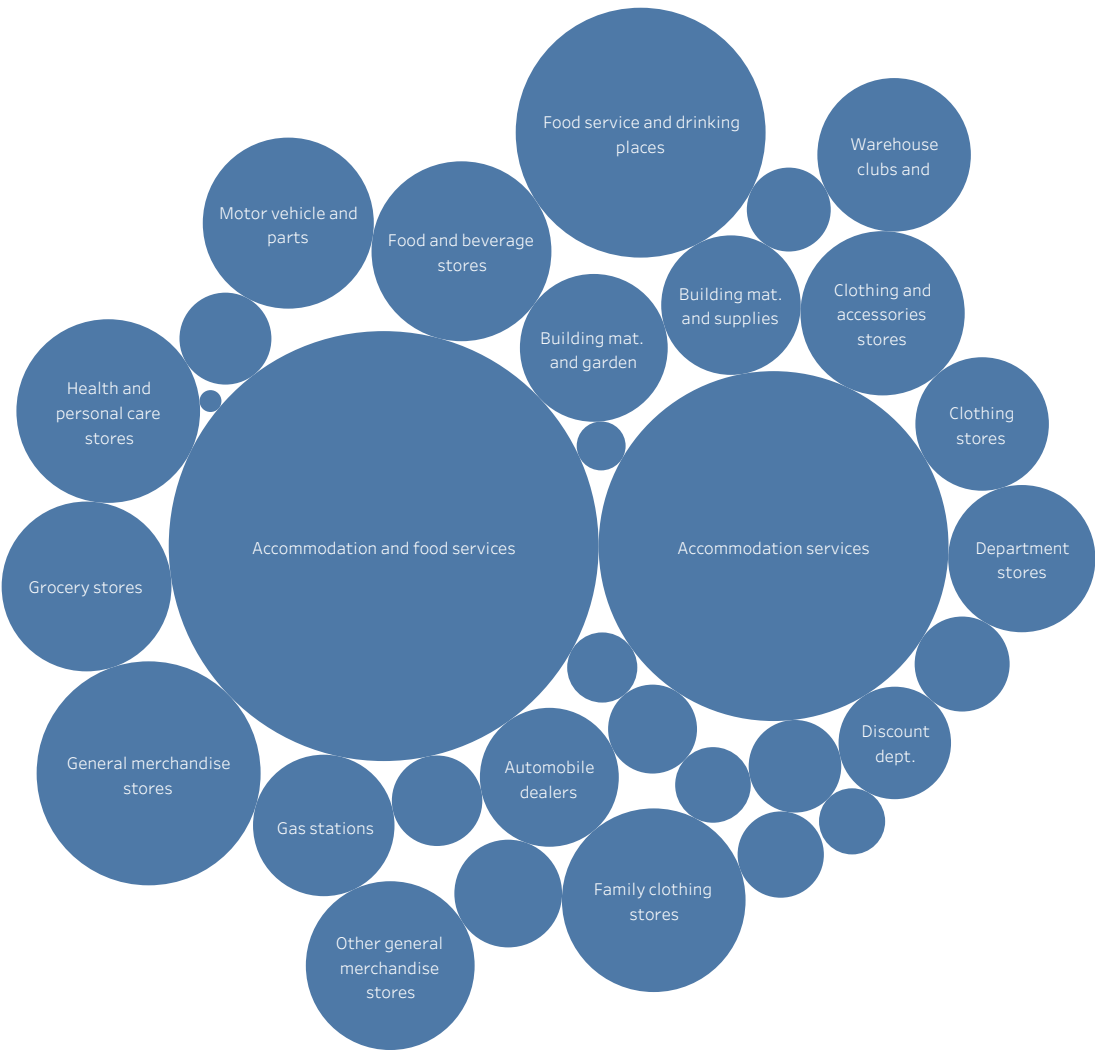 Food service and drinking
places
Warehouse
clubs and
Motor vehicle and
parts
Food and beverage
stores
Building mat.
and supplies
Clothing and
accessories
stores
Building mat.
and garden
Health and
personal care
stores
Clothing
stores
Accommodation and food services
Accommodation services
Department
stores
Grocery stores
General merchandise
stores
Automobile
dealers
Discount
dept.
Gas stations
Family clothing
stores
Other general
merchandise
stores